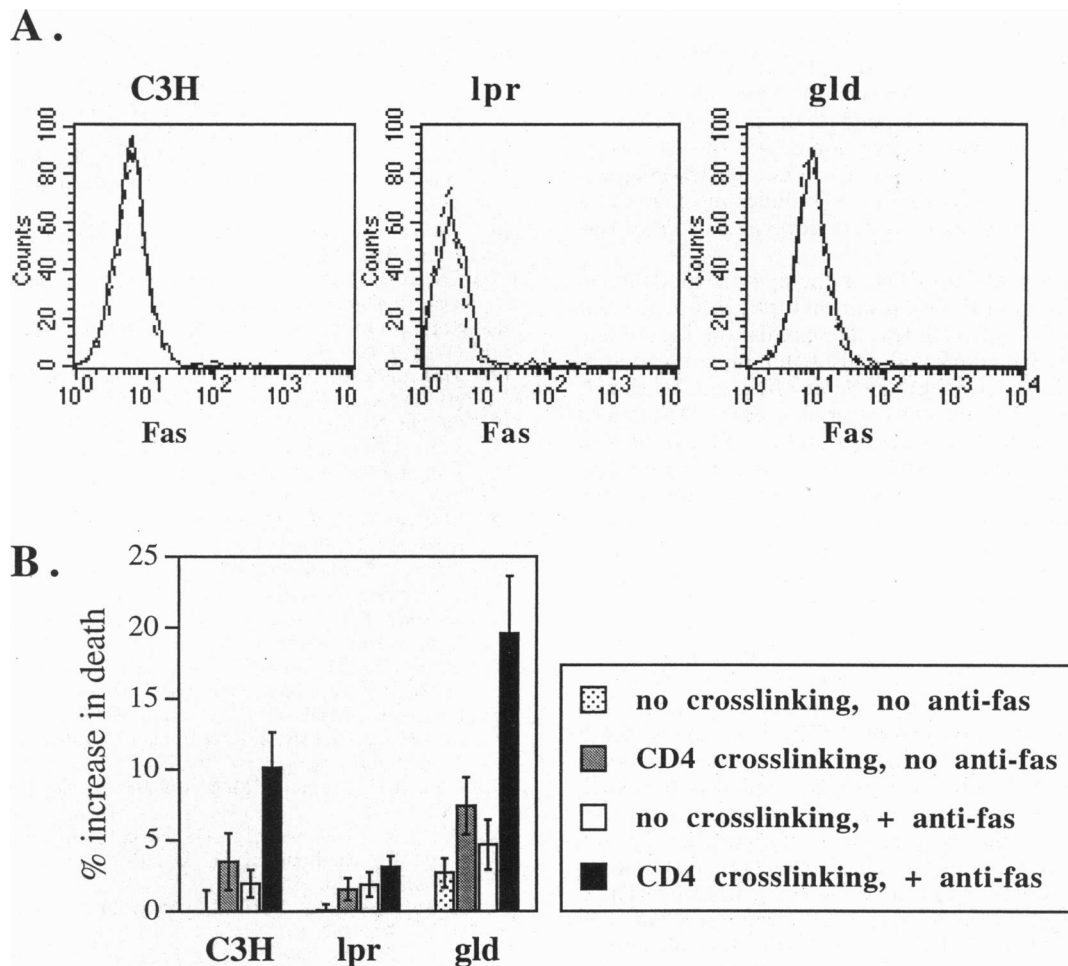 A.
C3H
lpr
gld
Counts
0 20 40 60 80 100
10^0 10^1 10^2 10^3 10
Fas
Counts
0 20 40 60 80 100
10^0 10^1 10^2 10^3 10
Fas
Counts
0 20 40 60 80 100
10^0 10^1 10^2 10^3 10^4
Fas
B.
% increase in death
25
20
15
10
5
0
C3H lpr gld
no crosslinking, no anti-fas
CD4 crosslinking, no anti-fas
no crosslinking, + anti-fas
CD4 crosslinking, + anti-fas